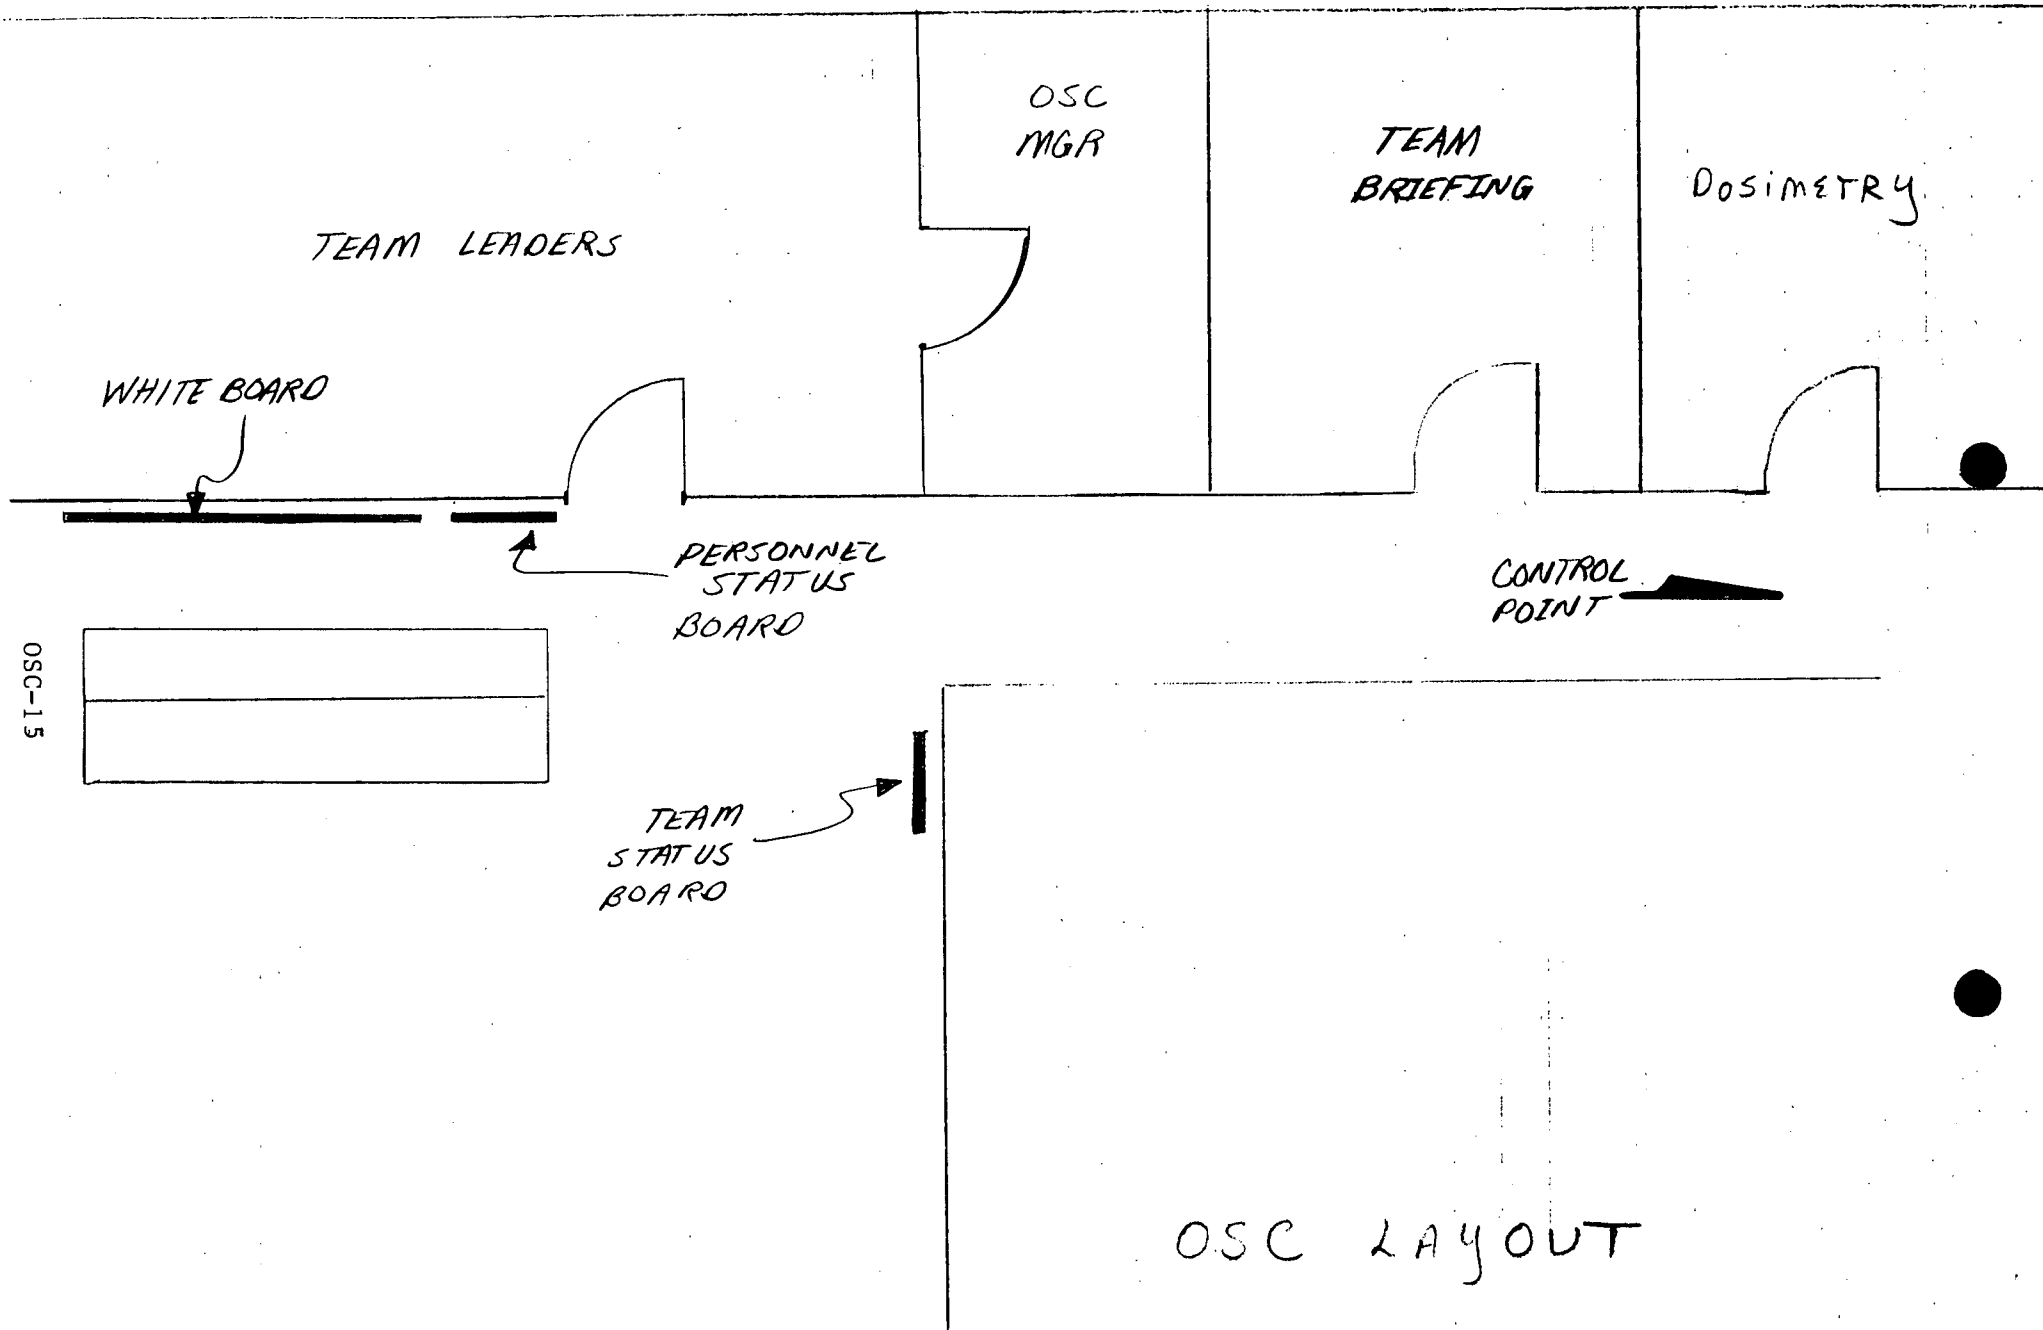 OSC
MGR
TEAM
BRIEFING
DOSiMETRY
TEAM LEADERS
WHITE BOARD
PERSONNEL
STATUS
BOARD
CONTROL
POINT
OSC-15
TEAM
STATUS
BOARD
OSC LAYOUT